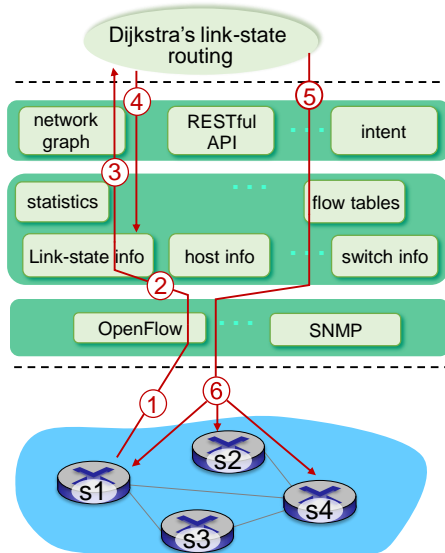 Dijkstra's link-state
routing
4
5
network
graph
RESTful
API
intent
3
statistics
flow tables
Link-state info
host info
switch info
2
OpenFlow
SNMP
1
6
s2
s1
s4
s3